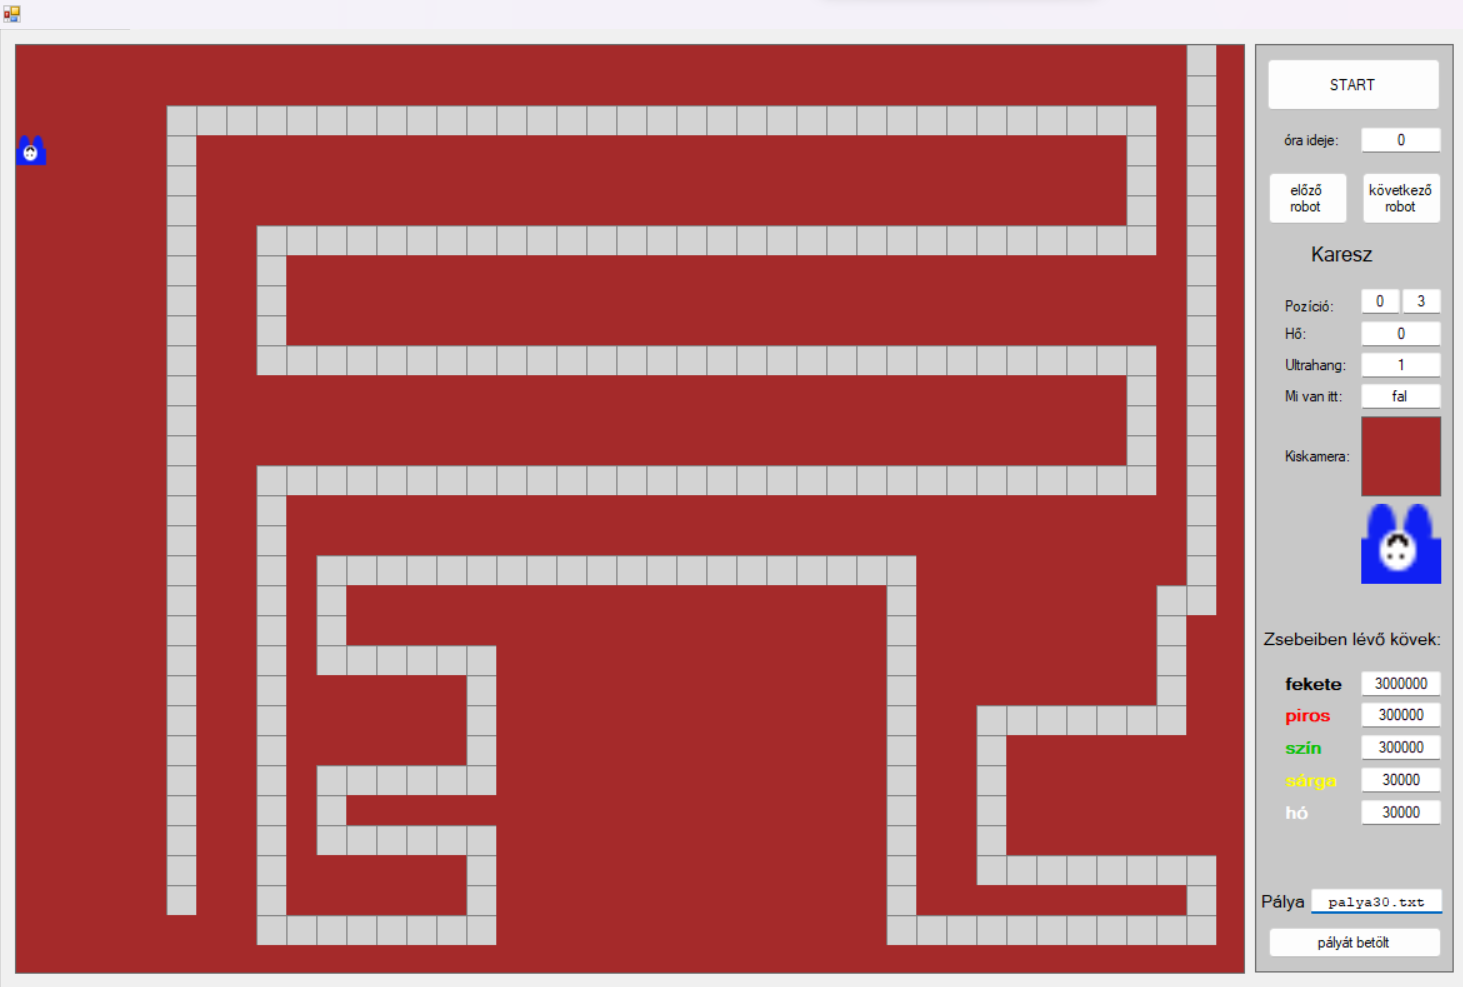 START
óra ideje: 0
előző robot
következő robot
Karesz
Pozíció: 0 3
Hő: 0
Ultrahang: 1
Mi van itt: fal
Kiskamera:
Zsebeiben lévő kövek:
fekete 3000000
piros 300000
szín 300000
sárga 30000
hó 30000
Pálya palya30.txt
pályát betölt